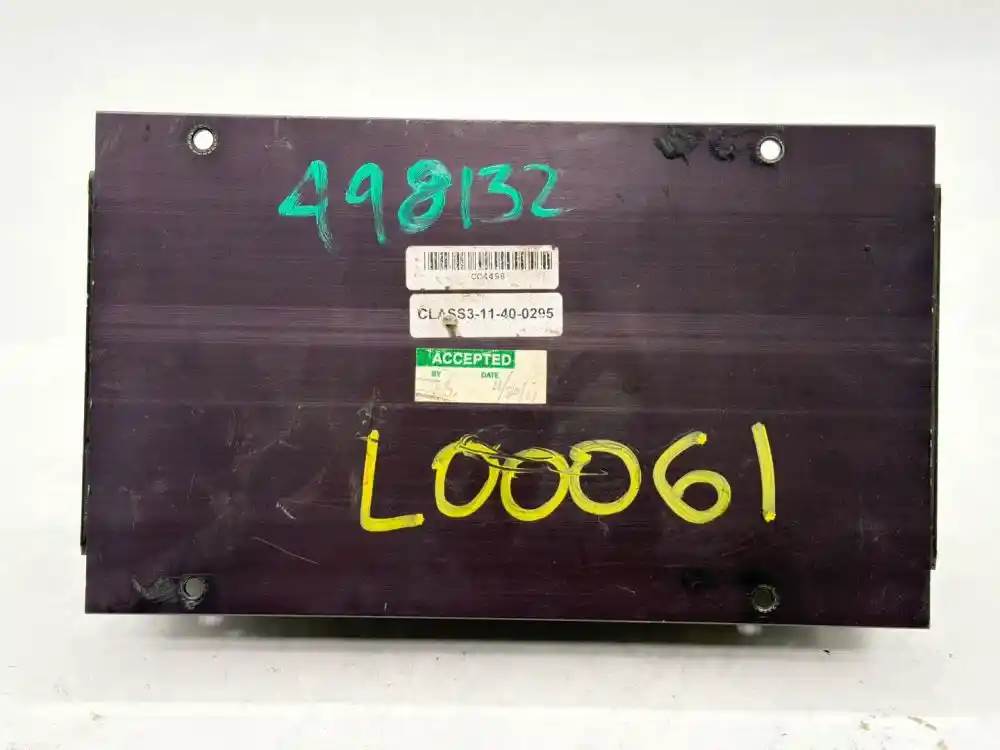 498132
CLASS3-11-40-0295
ACCEPTED
BY DATE
L00061